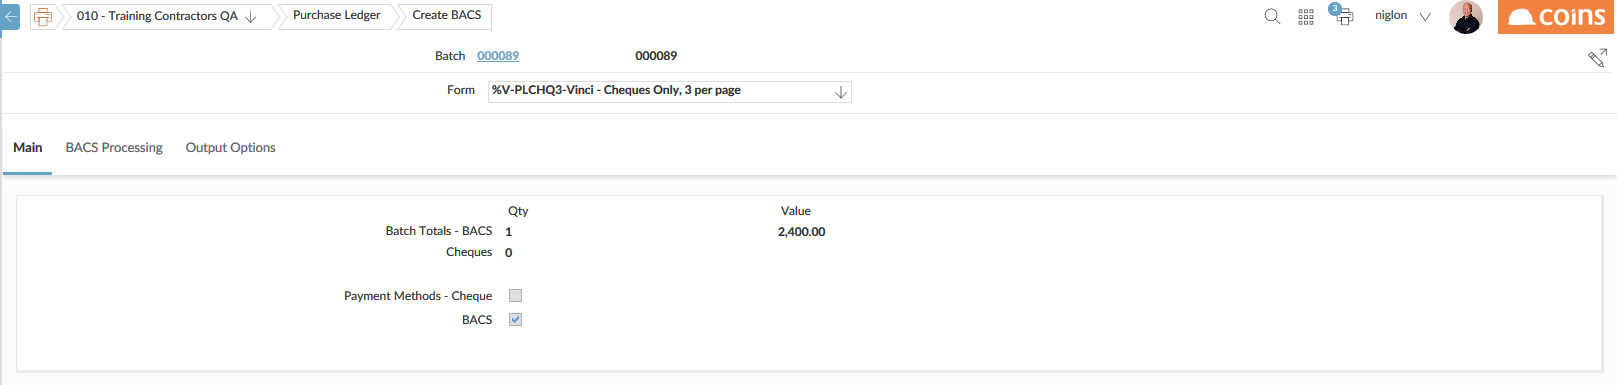 010 - Training Contractors QA
Purchase Ledger
Create BACS
3
niglon
coins
Batch 000089 000089
Form %V-PLCHQ3-Vinci - Cheques Only, 3 per page
Main BACS Processing Output Options
Qty Value
Batch Totals - BACS 1 2,400.00
Cheques 0
Payment Methods - Cheque
BACS